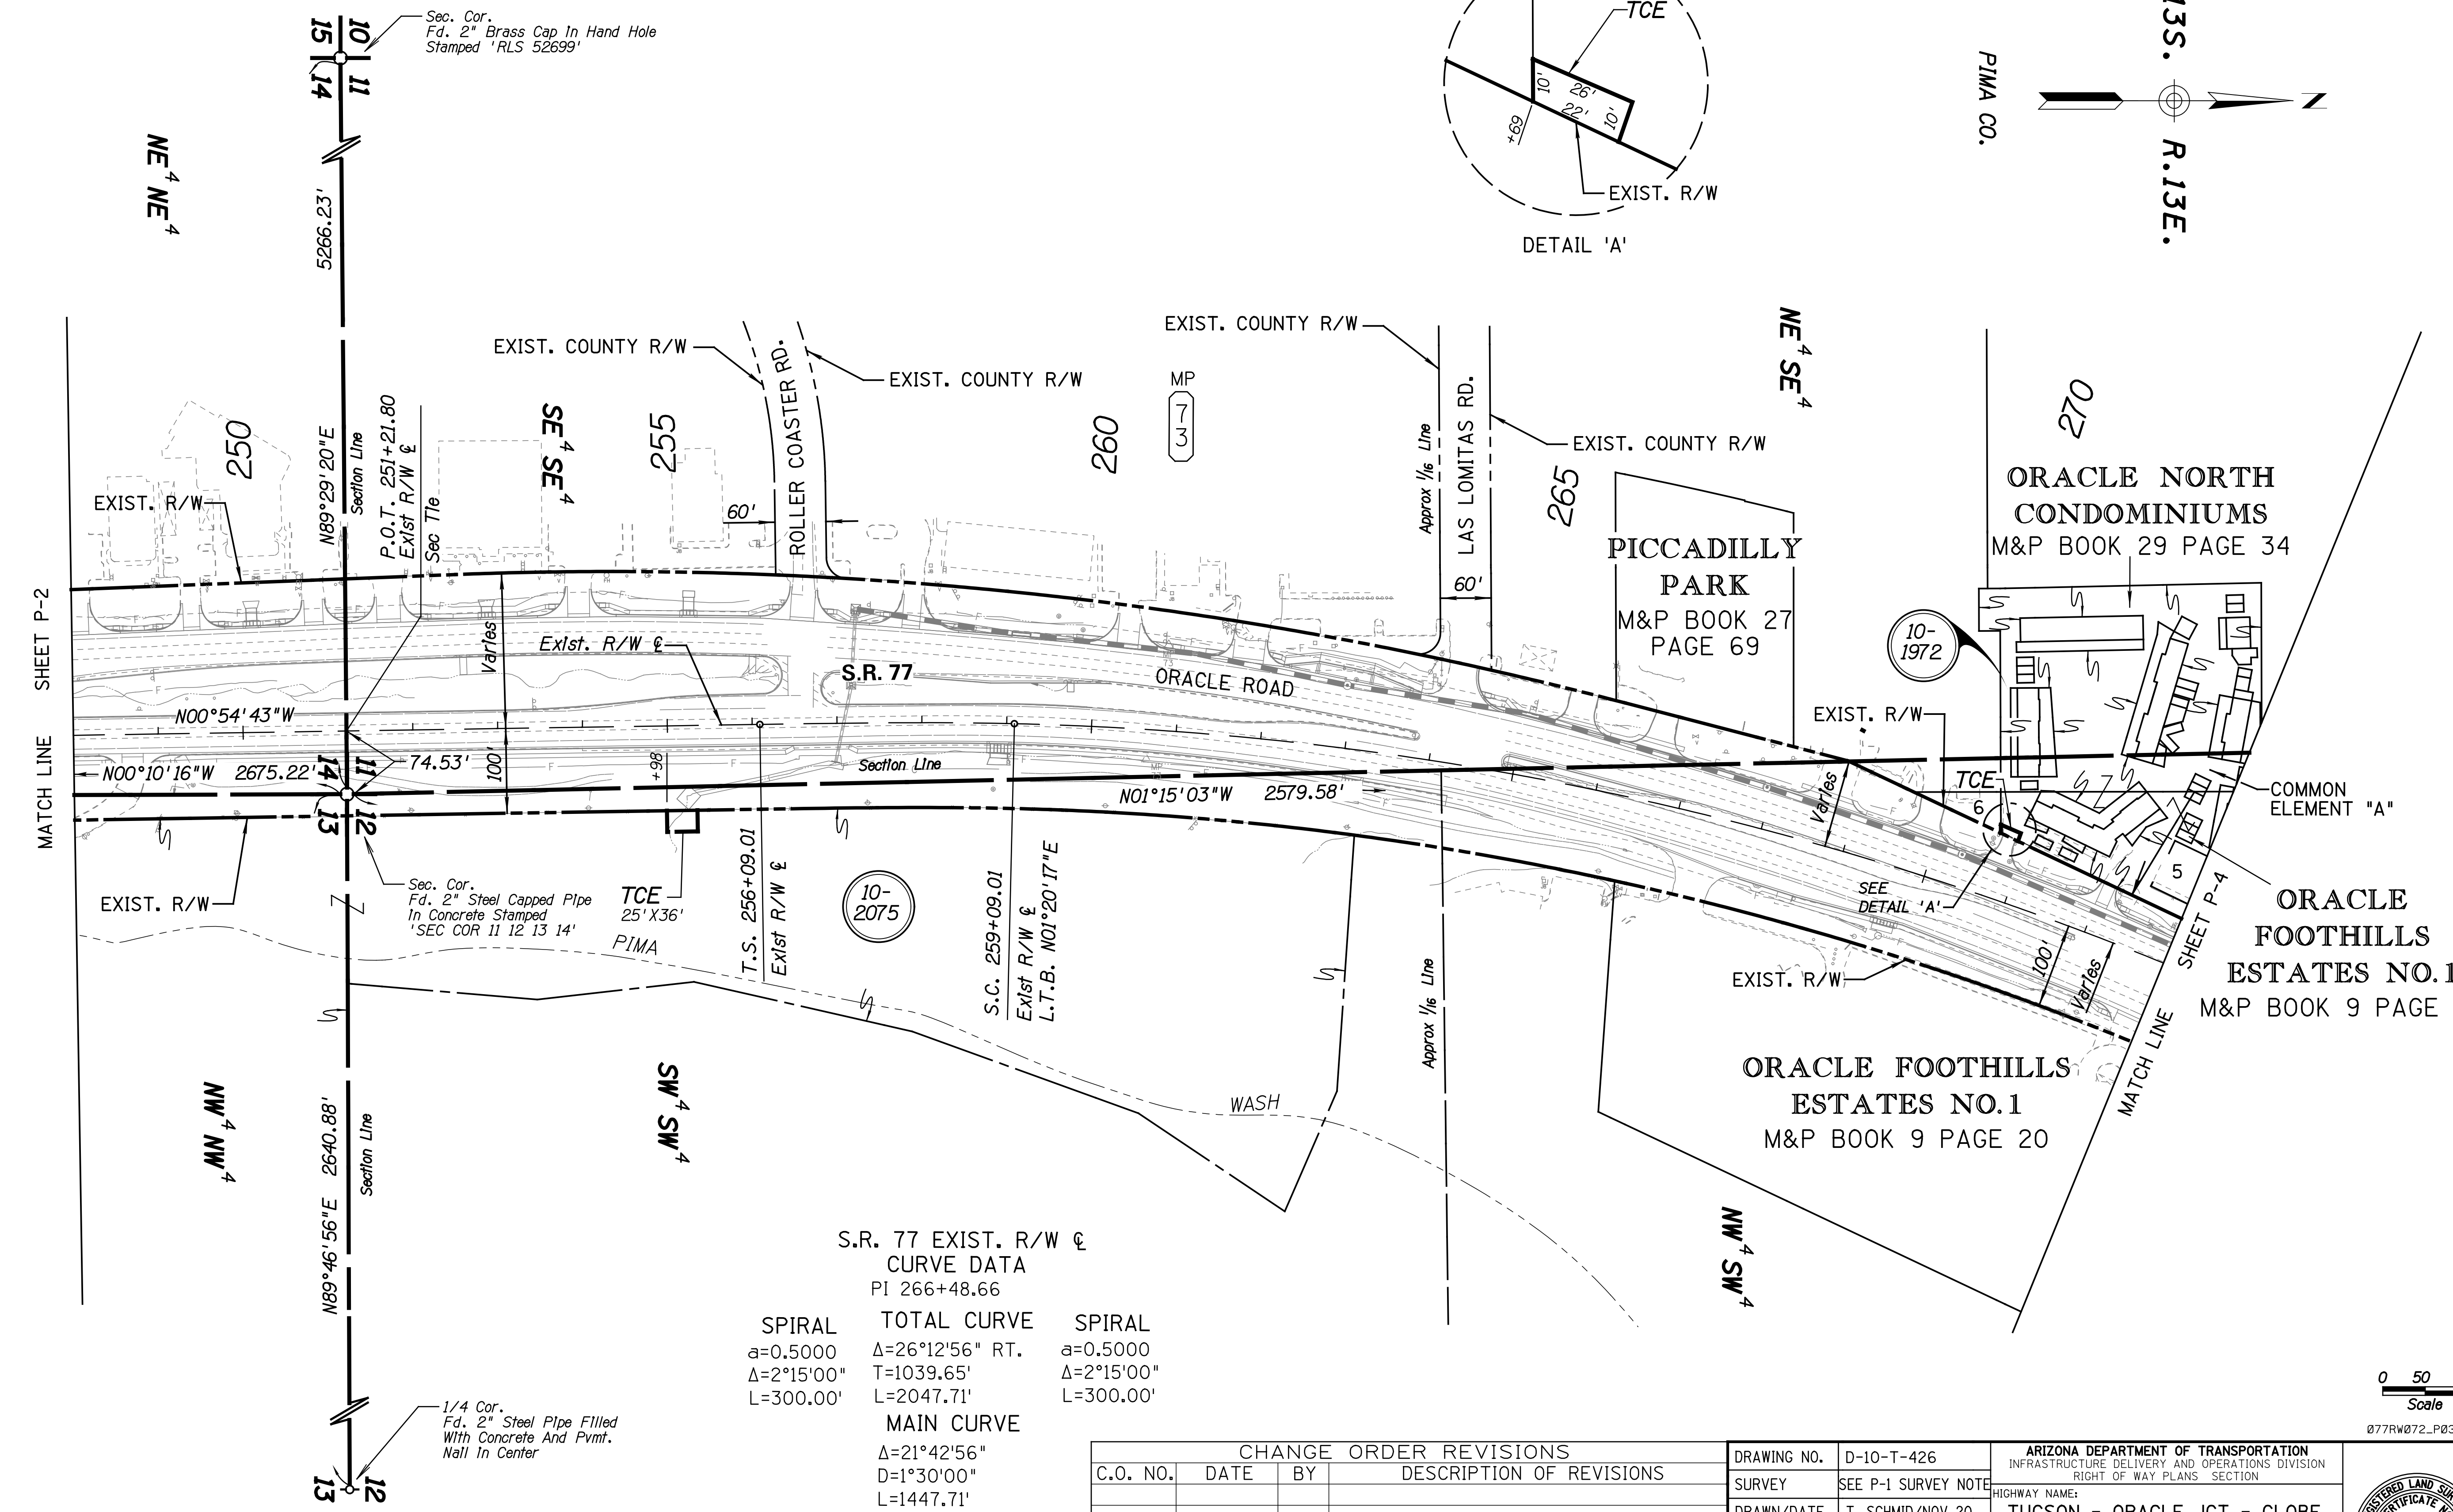 10
15
11
14
Sec. Cor.
Fd. 2" Brass Cap in Hand Hole
Stamped 'RLS 52699'
TCE
10'
26'
22'
10'
+69
EXIST. R/W
DETAIL 'A'
PIMA CO.
13S.
R.13E.
N
NE⁴ NE⁴
5266.23'
EXIST. COUNTY R/W
EXIST. COUNTY R/W
ROLLER COASTER RD.
60'
MP
7
3
EXIST. COUNTY R/W
EXIST. COUNTY R/W
Approx 1/16 Line
LAS LOMITAS RD.
60'
NE⁴ SE⁴
250
255
260
265
270
SE⁴ SE⁴
N89°29'20"E
Section Line
P.O.T. 251+21.80
Exist R/W ℄
Sec Tie
EXIST. R/W
PICCADILLY
PARK
M&P BOOK 27
PAGE 69
ORACLE NORTH
CONDOMINIUMS
M&P BOOK 29 PAGE 34
10-
1972
MATCH LINE SHEET P-2
Varies
Exist. R/W ℄
S.R. 77
ORACLE ROAD
N00°54'43"W
N00°10'16"W 2675.22'
74.53'
100'
14
11
13
12
+98
Section Line
N01°15'03"W 2579.58'
EXIST. R/W
TCE
6
5
Varies
COMMON
ELEMENT "A"
SEE
DETAIL 'A'
EXIST. R/W
Sec. Cor.
Fd. 2" Steel Capped Pipe
in Concrete Stamped
'SEC COR 11 12 13 14'
TCE
25'X36'
PIMA
T.S. 256+09.01
Exist R/W ℄
10-
2075
S.C. 259+09.01
Exist R/W ℄
L.T.B. N01°20'17"E
Approx 1/16 Line
EXIST. R/W
100'
Varies
MATCH LINE SHEET P-4
ORACLE
FOOTHILLS
ESTATES NO.1
M&P BOOK 9 PAGE
ORACLE FOOTHILLS
ESTATES NO.1
M&P BOOK 9 PAGE 20
WASH
NW⁴ NW⁴
SW⁴ SW⁴
NW⁴ SW⁴
N89°46'56"E 2640.88'
Section Line
1/4 Cor.
Fd. 2" Steel Pipe Filled
With Concrete And Pvmt.
Nail in Center
13
12
S.R. 77 EXIST. R/W ℄
CURVE DATA
PI 266+48.66
SPIRAL
a=0.5000
Δ=2°15'00"
L=300.00'
TOTAL CURVE
Δ=26°12'56" RT.
T=1039.65'
L=2047.71'
SPIRAL
a=0.5000
Δ=2°15'00"
L=300.00'
MAIN CURVE
Δ=21°42'56"
D=1°30'00"
L=1447.71'
0 50
Scale
CHANGE ORDER REVISIONS
C.O. NO. DATE BY DESCRIPTION OF REVISIONS
DRAWING NO. D-10-T-426
SURVEY SEE P-1 SURVEY NOTE
DRAWN/DATE T. SCHMID/NOV 20
ARIZONA DEPARTMENT OF TRANSPORTATION
INFRASTRUCTURE DELIVERY AND OPERATIONS DIVISION
RIGHT OF WAY PLANS SECTION
HIGHWAY NAME:
TUCSON - ORACLE JCT - GLOBE